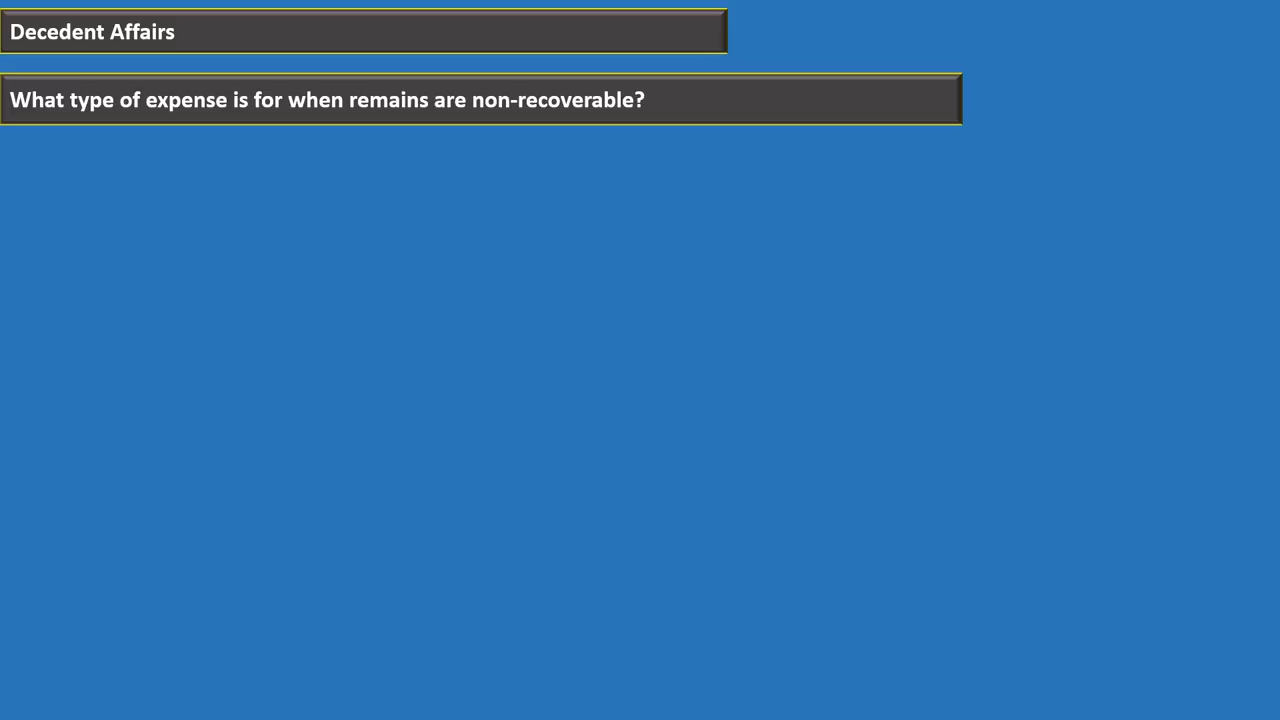 Decedent Affairs
What type of expense is for when remains are non-recoverable?